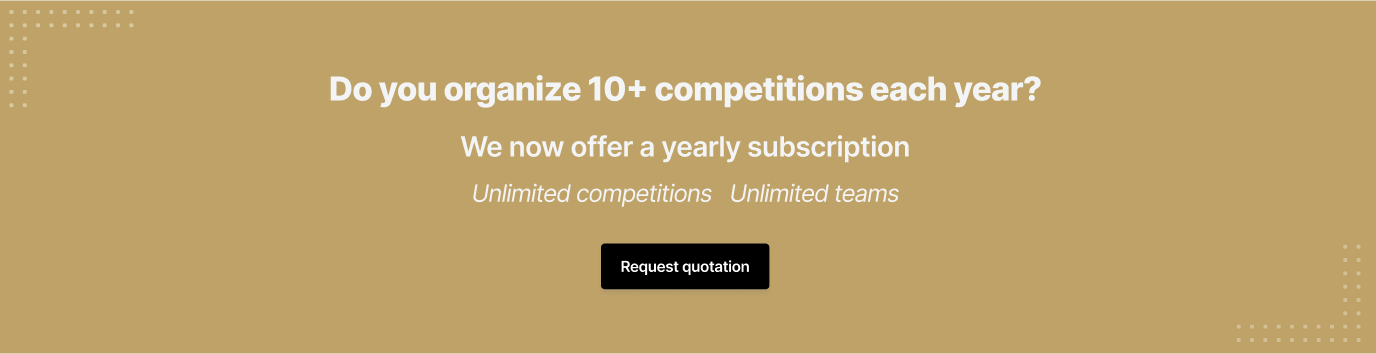 Do you organize 10+ competitions each year?
We now offer a yearly subscription
Unlimited competitions Unlimited teams
Request quotation